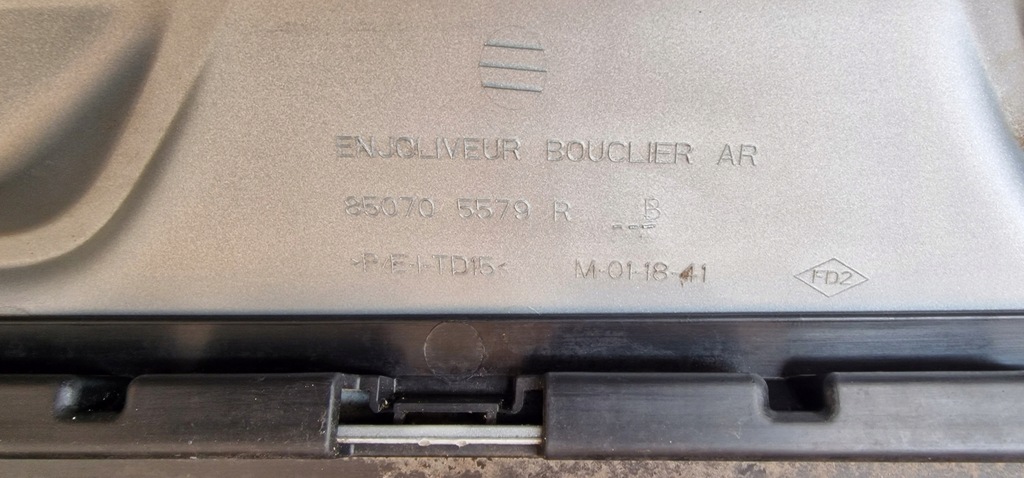 ENJOLIVEUR BOUCLIER AR
85070 5579 R ---B
>P/E-I-TD15< M-01-18-41 FD2